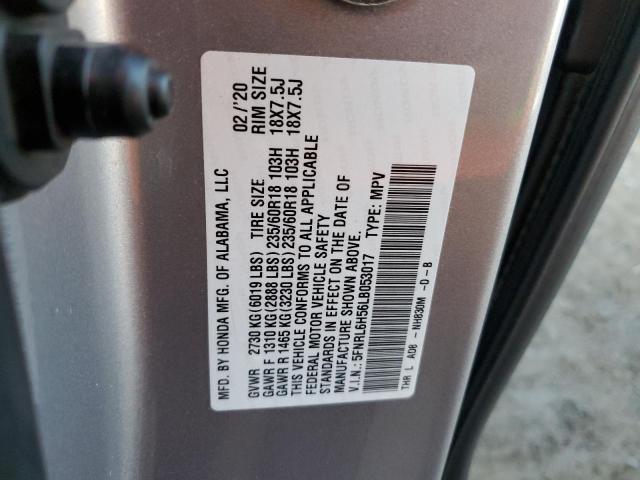 MFD. BY HONDA MFG. OF ALABAMA, LLC 02/'20
GVWR 2730 KG (6019 LBS) TIRE SIZE RIM SIZE
GAWR F 1310 KG (2888 LBS) 235/60R18 103H 18X7.5J
GAWR R 1465 KG (3230 LBS) 235/60R18 103H 18X7.5J
THIS VEHICLE CONFORMS TO ALL APPLICABLE
FEDERAL MOTOR VEHICLE SAFETY
STANDARDS IN EFFECT ON THE DATE OF
MANUFACTURE SHOWN ABOVE.
V.I.N.: 5FNRL6H56LB053017 TYPE: MPV
THR L A08 - NH830M -D-B